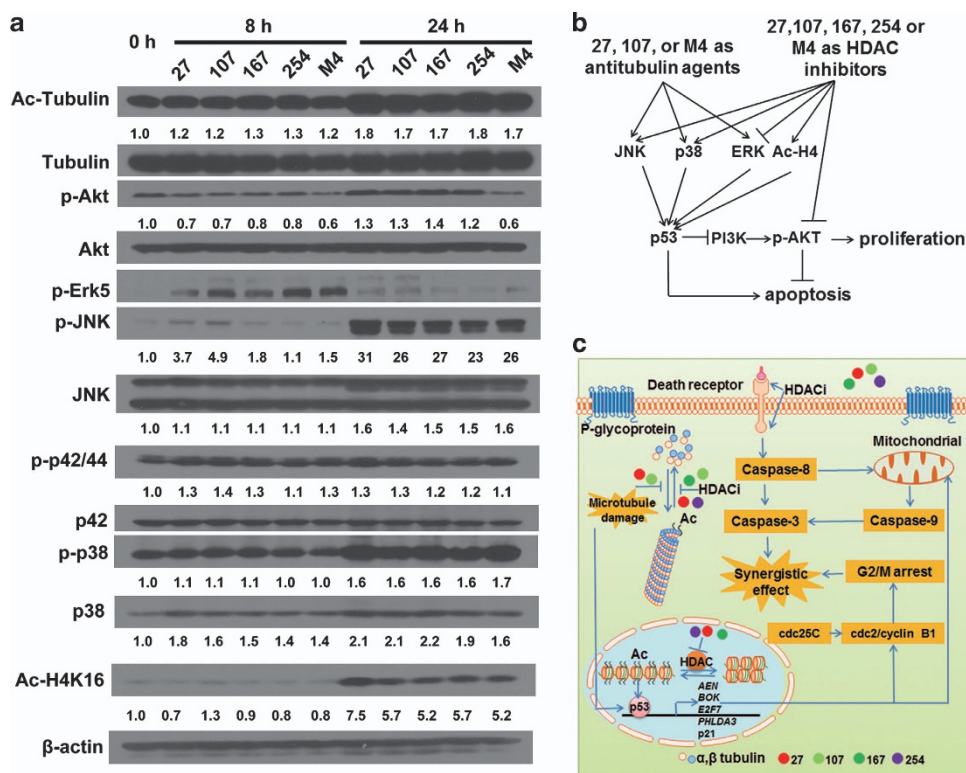 a
0 h
8 h
24 h
27 107 167 254 M4 27 107 167 254 M4
Ac-Tubulin
1.0 1.2 1.2 1.3 1.3 1.2 1.8 1.7 1.7 1.8 1.7
Tubulin
p-Akt
1.0 0.7 0.7 0.8 0.8 0.6 1.3 1.3 1.4 1.2 0.6
Akt
p-Erk5
p-JNK
1.0 3.7 4.9 1.8 1.1 1.5 31 26 27 23 26
JNK
1.0 1.1 1.1 1.1 1.1 1.1 1.6 1.4 1.5 1.5 1.6
p-p42/44
1.0 1.3 1.4 1.3 1.1 1.3 1.3 1.3 1.2 1.2 1.1
p42
p-p38
1.0 1.1 1.1 1.1 1.0 1.0 1.6 1.6 1.6 1.6 1.7
p38
1.0 1.8 1.6 1.5 1.4 1.4 2.1 2.1 2.2 1.9 1.6
Ac-H4K16
1.0 0.7 1.3 0.9 0.8 0.8 7.5 5.7 5.2 5.7 5.2
β-actin
b
27, 107, or M4 as
antitubulin agents
27,107, 167, 254 or
M4 as HDAC
inhibitors
JNK p38 ERK Ac-H4
p53 PI3K p-AKT proliferation
apoptosis
c
Death receptor
HDACi
P-glycoprotein
Mitochondrial
Caspase-8
HDACi
Microtubule
damage
Ac
Caspase-3
Caspase-9
Synergistic
effect
G2/M arrest
cdc25C
cdc2/cyclin B1
Ac
HDAC
p53
AEN
BOK
E2F7
PHLDA3
p21
α,β tubulin 27 107 167 254